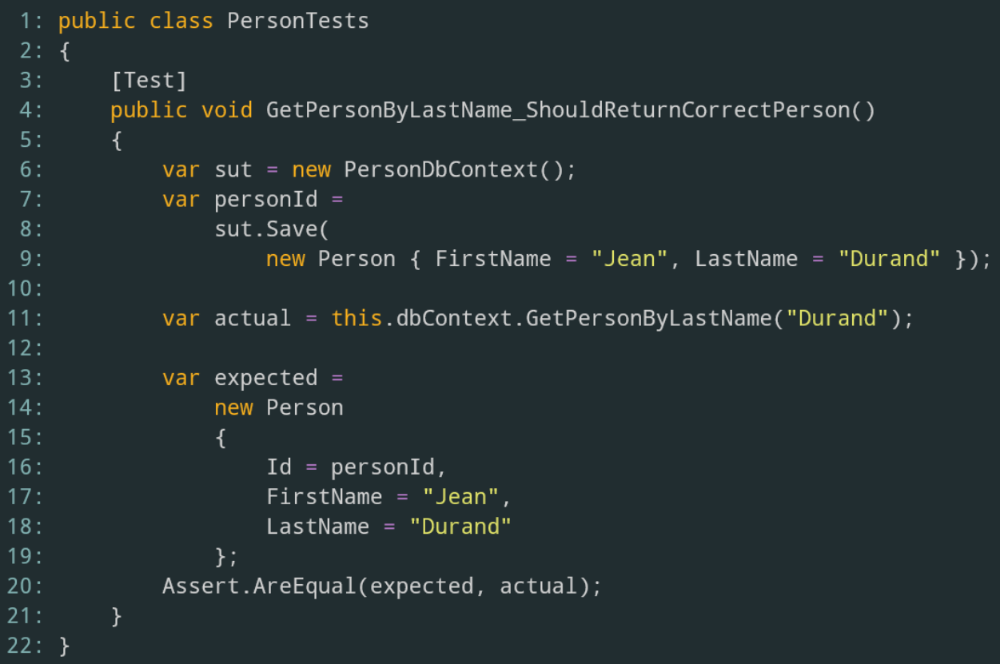 1: public class PersonTests
2: {
3:     [Test]
4:     public void GetPersonByLastName_ShouldReturnCorrectPerson()
5:     {
6:         var sut = new PersonDbContext();
7:         var personId =
8:             sut.Save(
9:                 new Person { FirstName = "Jean", LastName = "Durand" });
10:
11:         var actual = this.dbContext.GetPersonByLastName("Durand");
12:
13:         var expected =
14:             new Person
15:             {
16:                 Id = personId,
17:                 FirstName = "Jean",
18:                 LastName = "Durand"
19:             };
20:         Assert.AreEqual(expected, actual);
21:     }
22: }